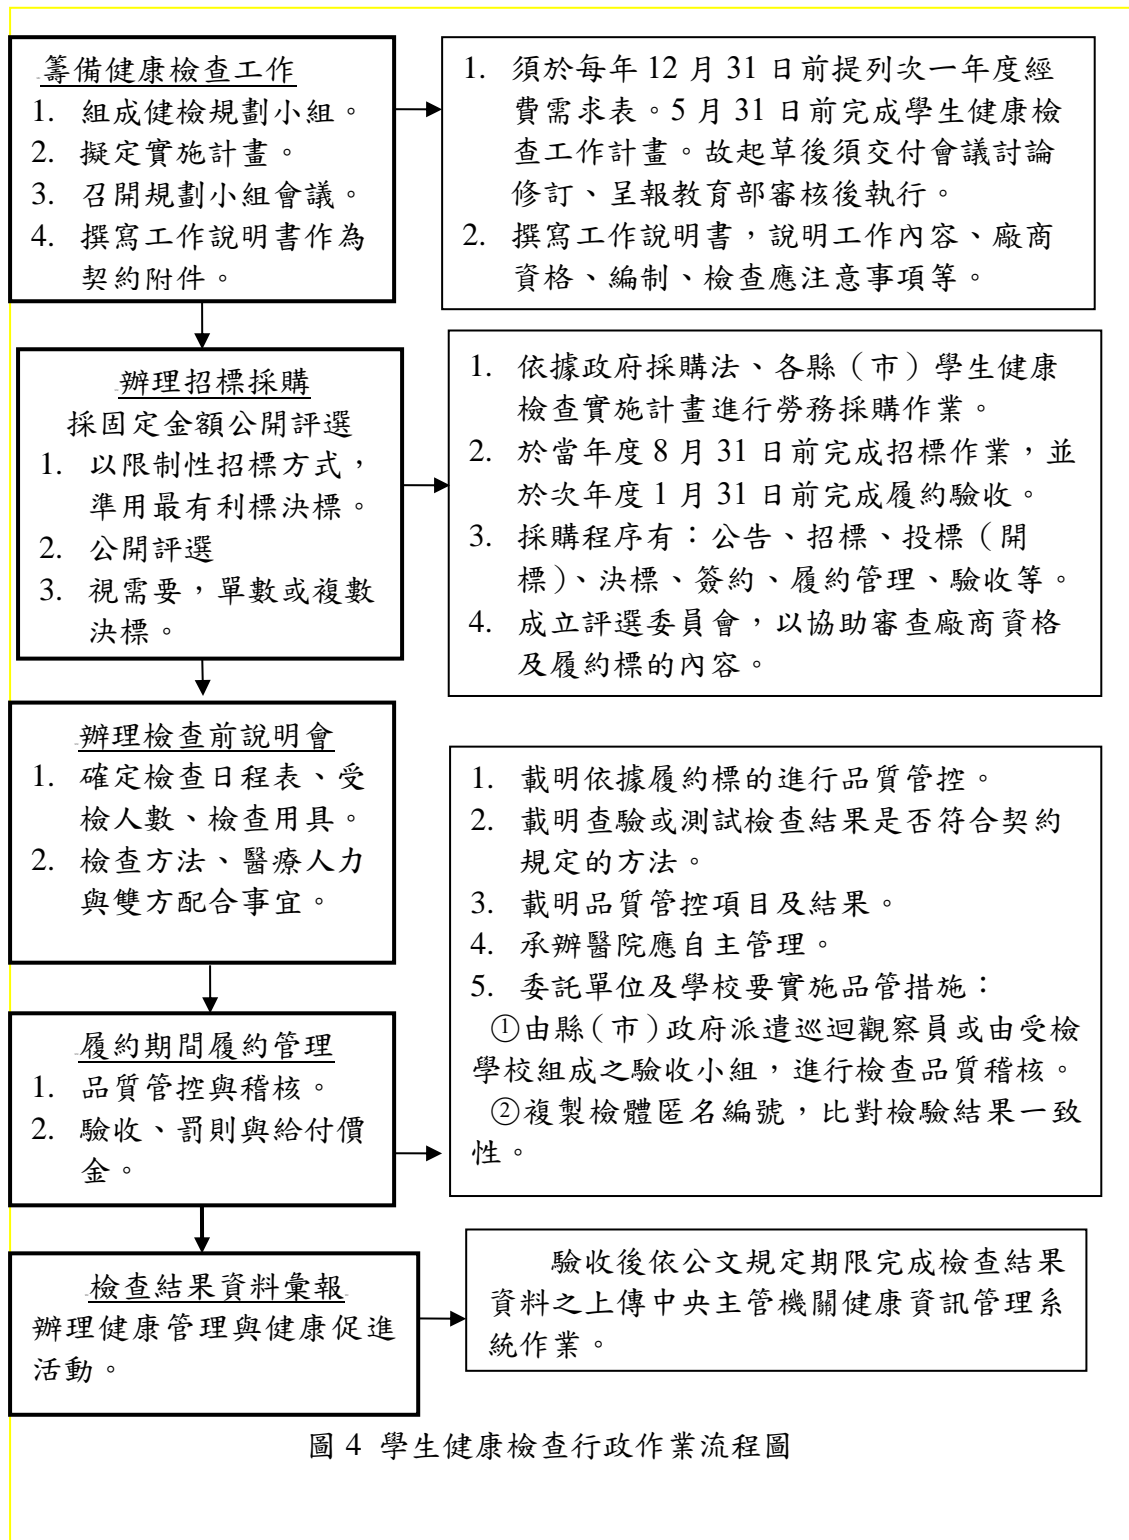 籌備健康檢查工作
1. 組成健檢規劃小組。
2. 擬定實施計畫。
3. 召開規劃小組會議。
4. 撰寫工作說明書作為
契約附件。
1. 須於每年 12 月 31 日前提列次一年度經
費需求表。5 月 31 日前完成學生健康檢
查工作計畫。故起草後須交付會議討論
修訂、呈報教育部審核後執行。
2. 撰寫工作說明書，說明工作內容、廠商
資格、編制、檢查應注意事項等。
辦理招標採購
採固定金額公開評選
1. 以限制性招標方式，
準用最有利標決標。
2. 公開評選
3. 視需要，單數或複數
決標。
1. 依據政府採購法、各縣（市）學生健康
檢查實施計畫進行勞務採購作業。
2. 於當年度 8 月 31 日前完成招標作業，並
於次年度 1 月 31 日前完成履約驗收。
3. 採購程序有：公告、招標、投標（開
標）、決標、簽約、履約管理、驗收等。
4. 成立評選委員會，以協助審查廠商資格
及履約標的內容。
辦理檢查前說明會
1. 確定檢查日程表、受
檢人數、檢查用具。
2. 檢查方法、醫療人力
與雙方配合事宜。
履約期間履約管理
1. 品質管控與稽核。
2. 驗收、罰則與給付價
金。
1. 載明依據履約標的進行品質管控。
2. 載明查驗或測試檢查結果是否符合契約
規定的方法。
3. 載明品質管控項目及結果。
4. 承辦醫院應自主管理。
5. 委託單位及學校要實施品管措施：
①由縣（市）政府派遣巡迴觀察員或由受檢
學校組成之驗收小組，進行檢查品質稽核。
②複製檢體匿名編號，比對檢驗結果一致
性。
檢查結果資料彙報
辦理健康管理與健康促進
活動。
驗收後依公文規定期限完成檢查結果
資料之上傳中央主管機關健康資訊管理系
統作業。
圖 4 學生健康檢查行政作業流程圖